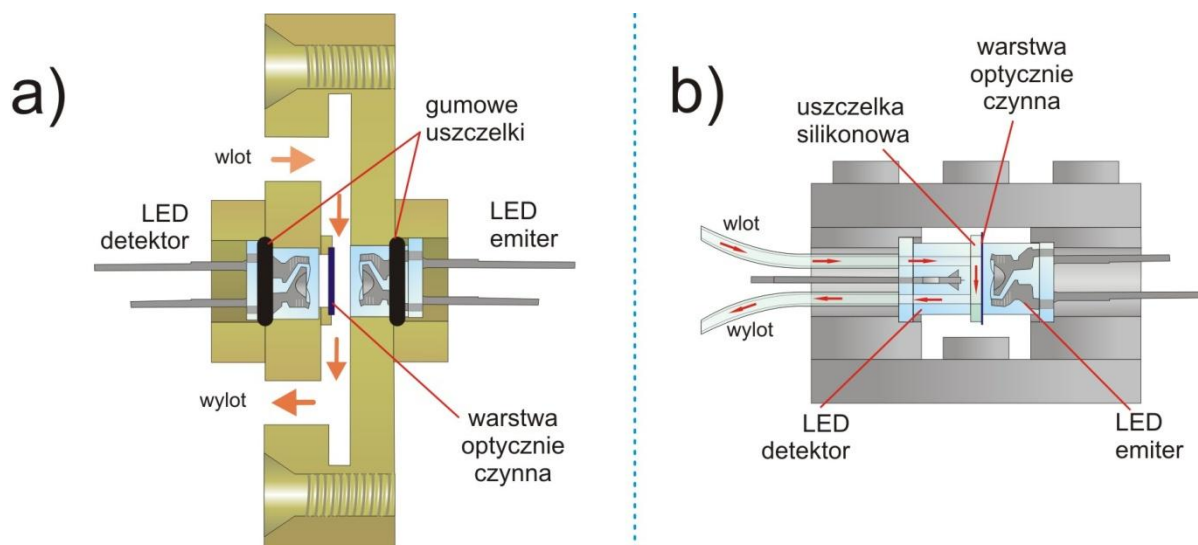 a)
gumowe
uszczelki
wlot
LED
detektor
LED
emiter
wylot
warstwa
optycznie
czynna
b)
warstwa
optycznie
czynna
uszczelka
silikonowa
wlot
wylot
LED
detektor
LED
emiter